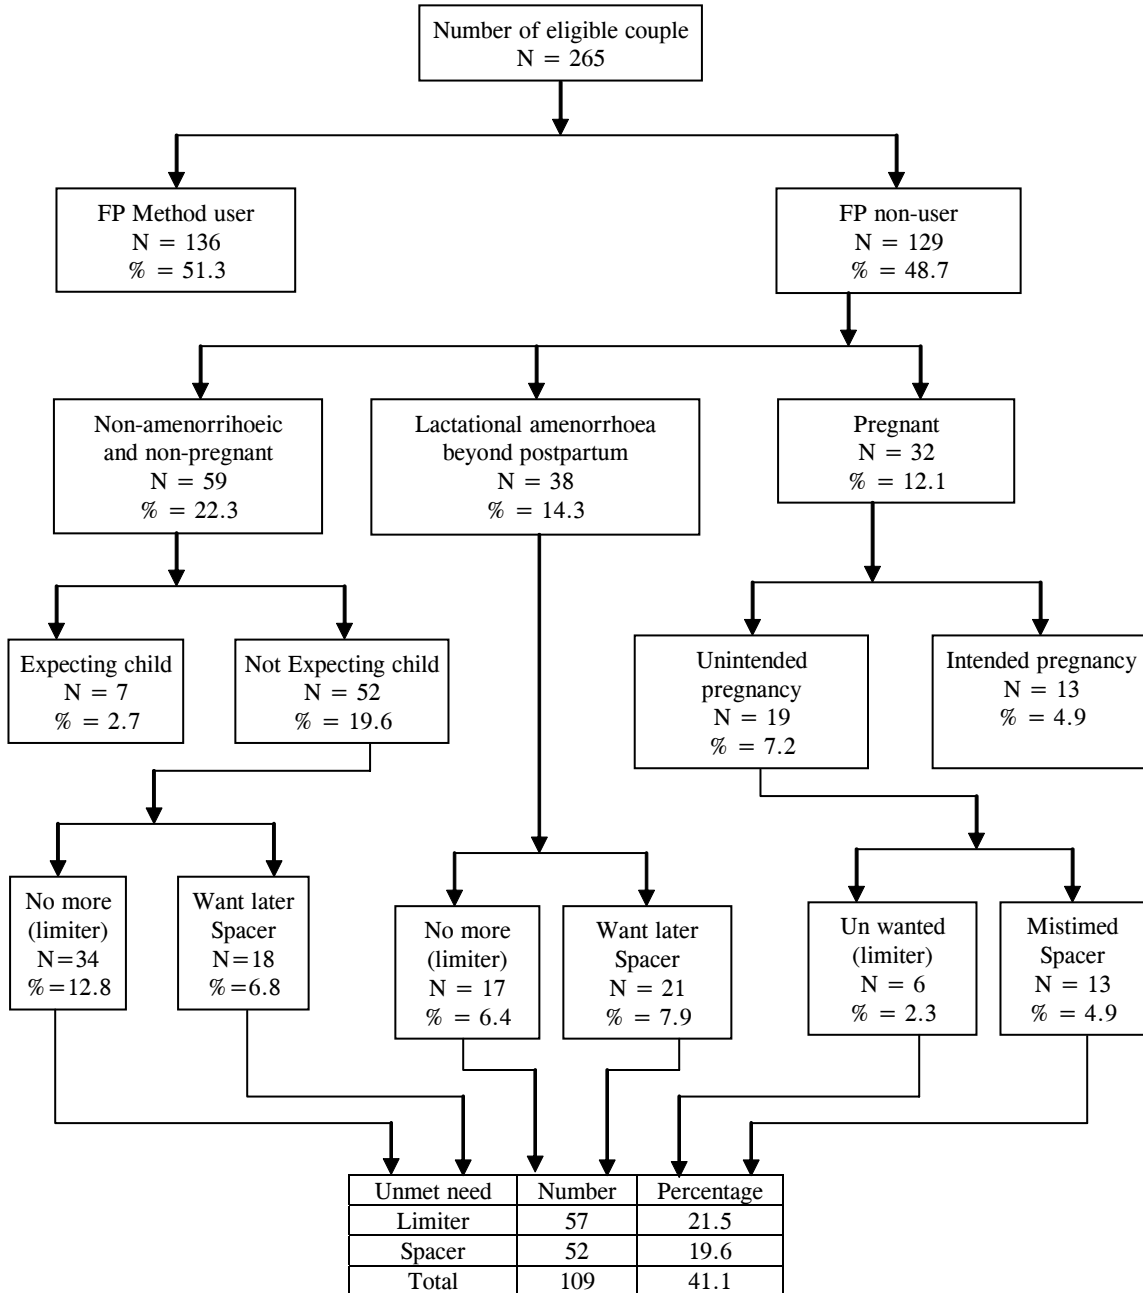 Number of eligible couple
N = 265
FP Method user
N = 136
% = 51.3
FP non-user
N = 129
% = 48.7
Non-amenorrihoeic
and non-pregnant
N = 59
% = 22.3
Lactational amenorrhoea
beyond postpartum
N = 38
% = 14.3
Pregnant
N = 32
% = 12.1
Expecting child
N = 7
% = 2.7
Not Expecting child
N = 52
% = 19.6
Unintended
pregnancy
N = 19
% = 7.2
Intended pregnancy
N = 13
% = 4.9
No more
(limiter)
N=34
%=12.8
Want later
Spacer
N=18
%=6.8
No more
(limiter)
N = 17
% = 6.4
Want later
Spacer
N = 21
% = 7.9
Un wanted
(limiter)
N = 6
% = 2.3
Mistimed
Spacer
N = 13
% = 4.9
Unmet need Number Percentage
Limiter 57 21.5
Spacer 52 19.6
Total 109 41.1